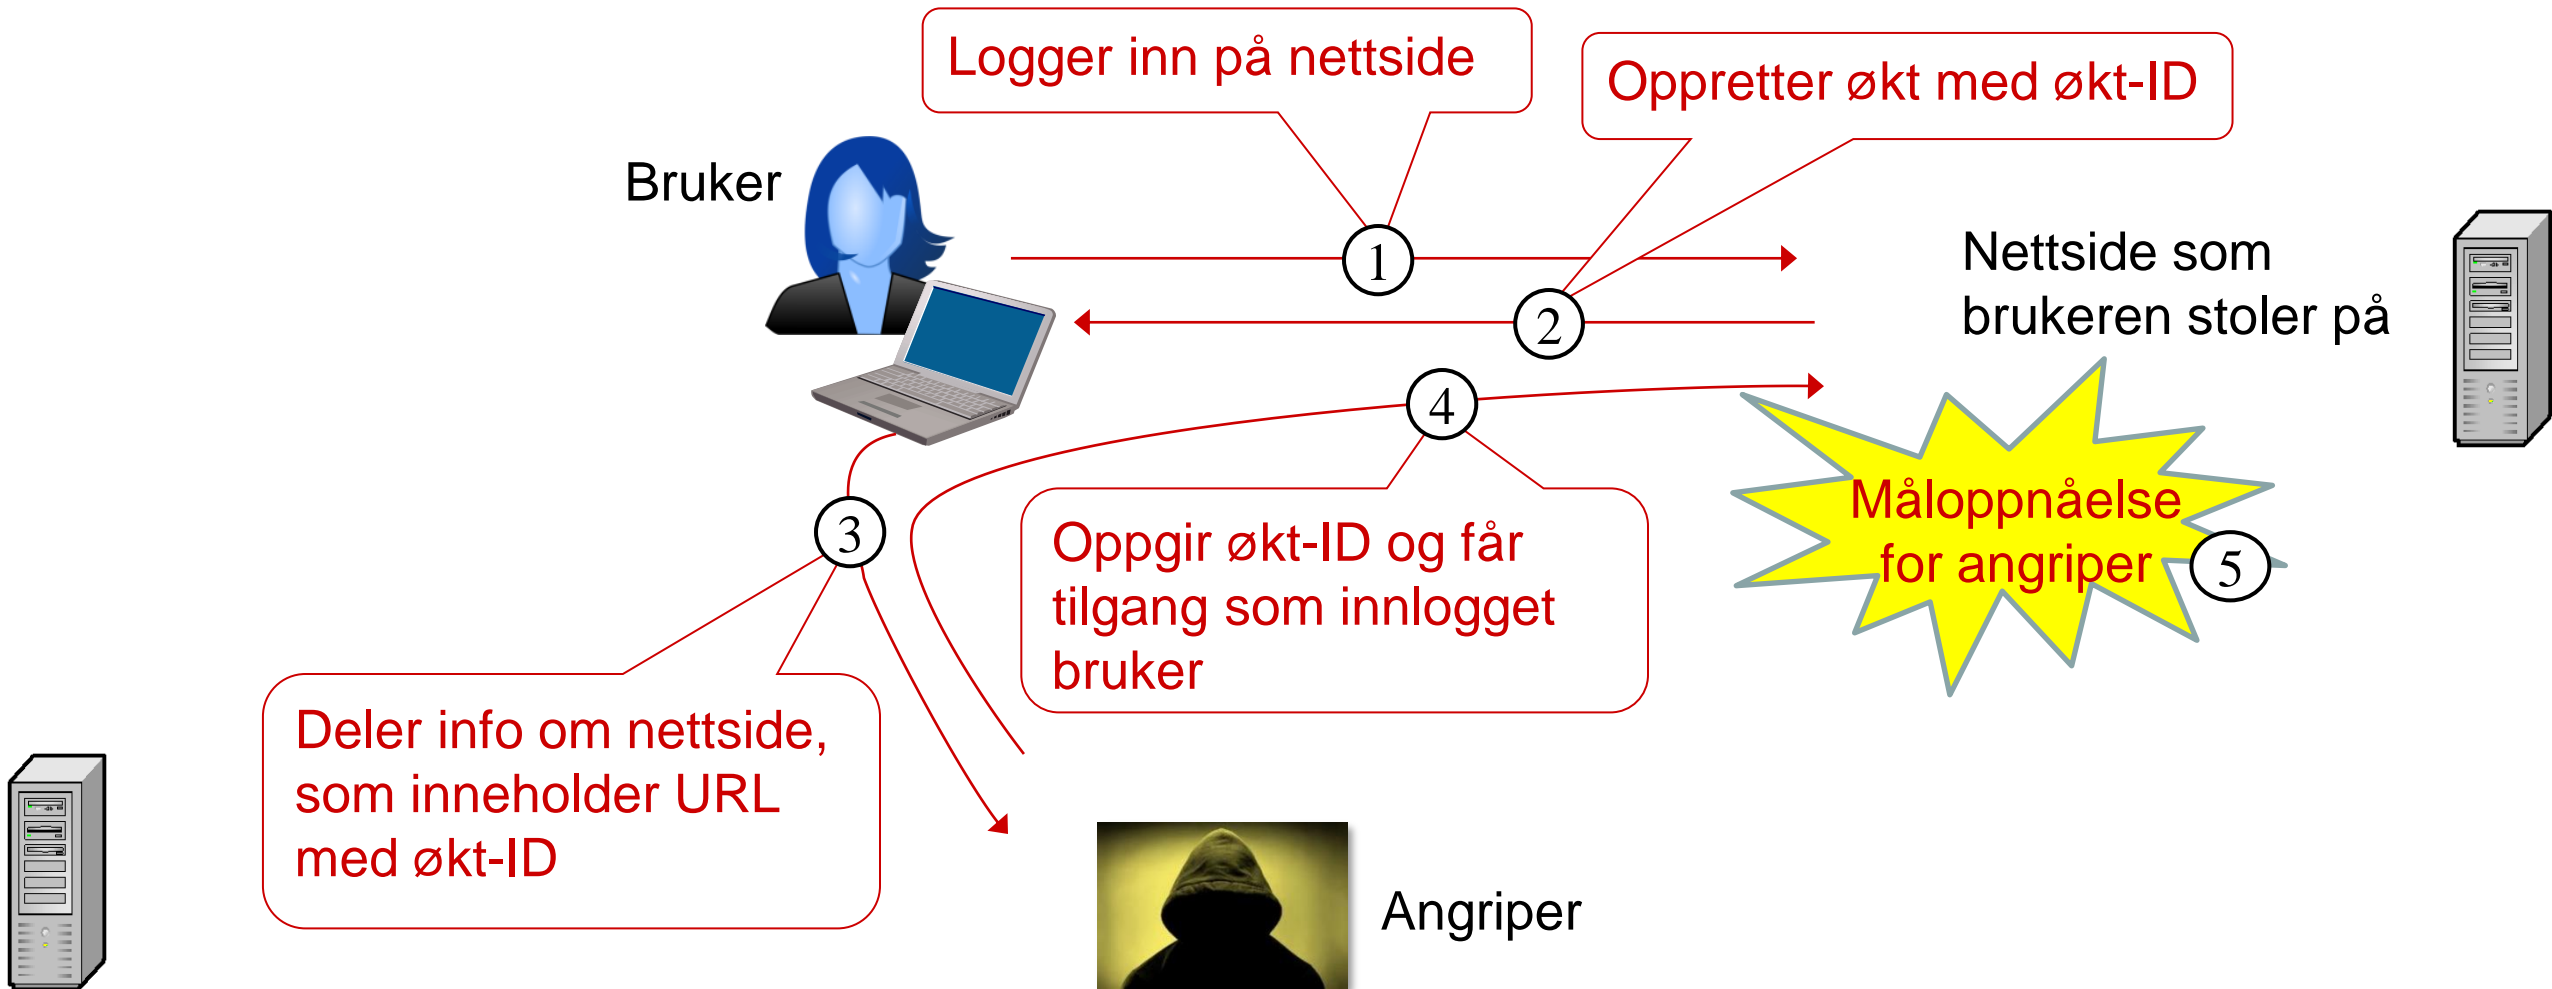 Logger inn på nettside
Oppretter økt med økt-ID
Bruker
1
Nettside som
brukeren stoler på
2
4
3
Oppgir økt-ID og får
tilgang som innlogget
bruker
Måloppnåelse
for angriper
5
Deler info om nettside,
som inneholder URL
med økt-ID
Angriper